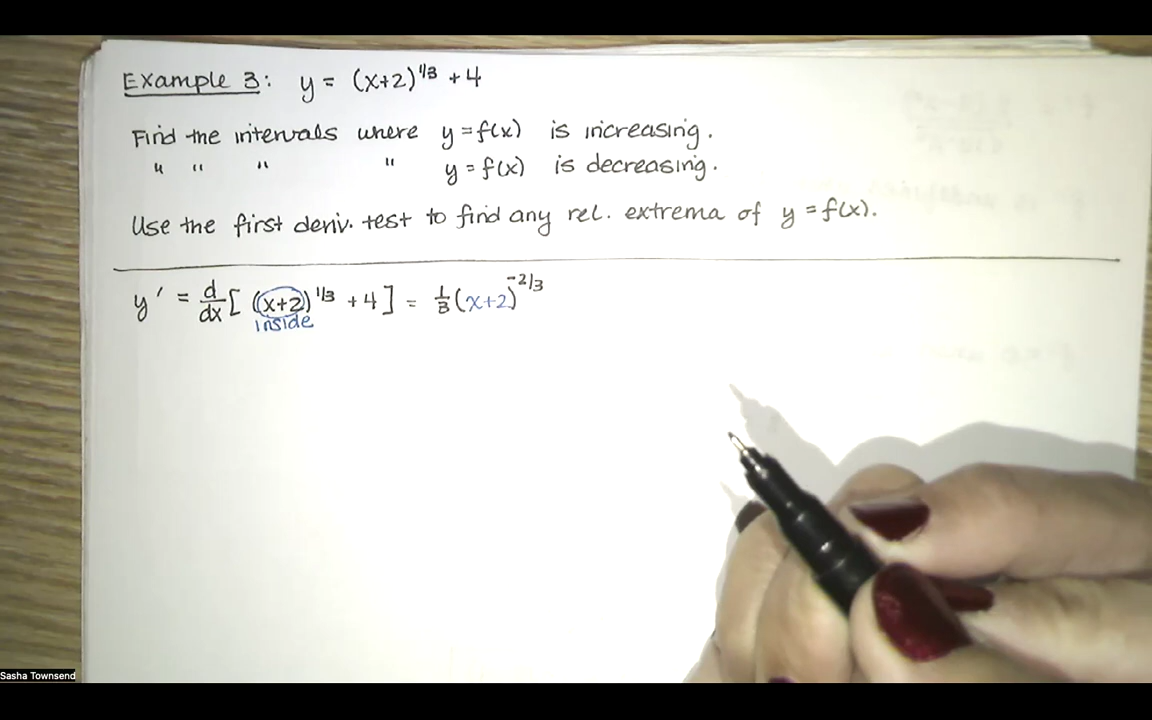 Example 3: y = (x+2)^1/3 + 4
Find the intervals where y = f(x) is increasing.
" " " " y = f(x) is decreasing.
Use the first deriv. test to find any rel. extrema of y = f(x).
y' = d/dx [ (x+2)^1/3 + 4 ] = 1/3 (x+2)^-2/3
inside
Sasha Townsend